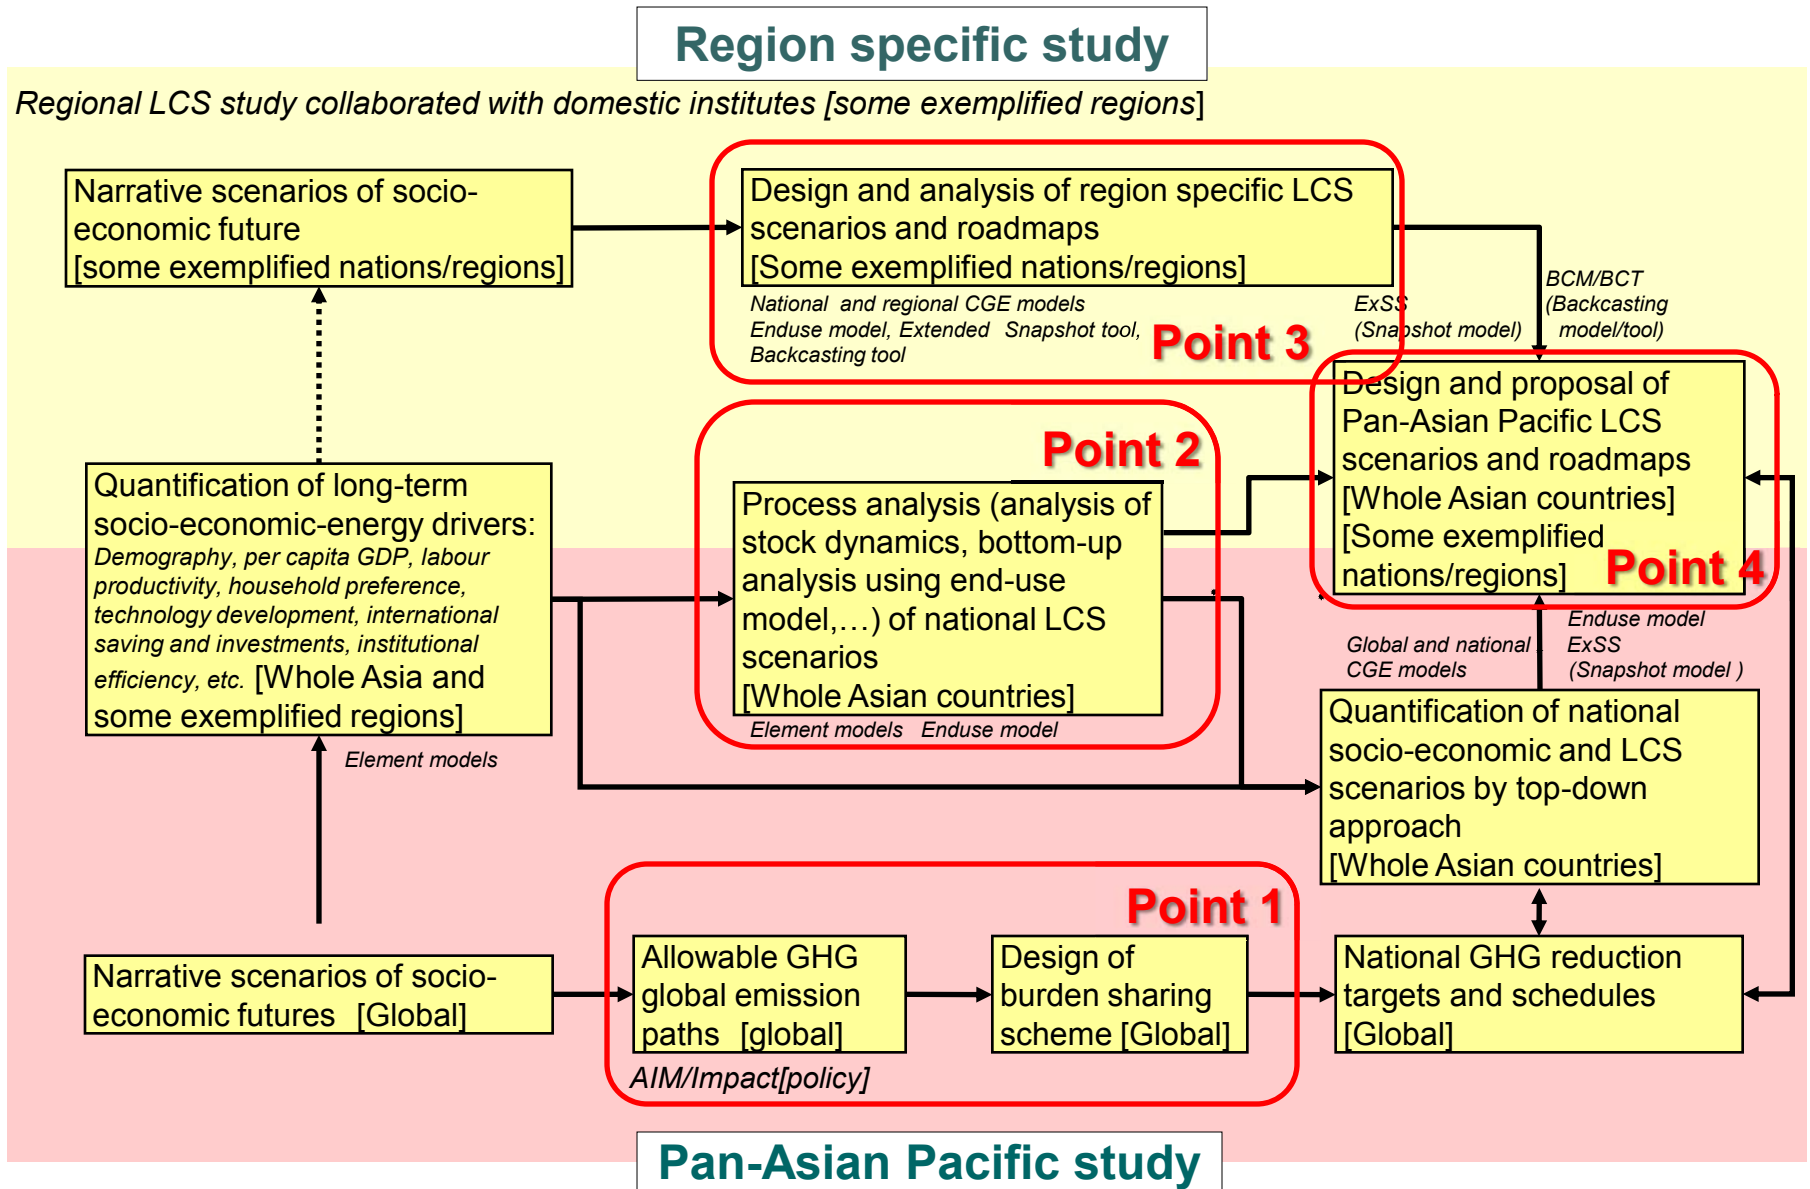 Region specific study
Regional LCS study collaborated with domestic institutes [some exemplified regions]
Narrative scenarios of socio-
economic future
[some exemplified nations/regions]
Design and analysis of region specific LCS
scenarios and roadmaps
[Some exemplified nations/regions]
National and regional CGE models
Enduse model, Extended Snapshot tool,
Backcasting tool
Point 3
ExSS
(Snapshot model)
BCM/BCT
(Backcasting
model/tool)
Design and proposal of
Pan-Asian Pacific LCS
scenarios and roadmaps
[Whole Asian countries]
[Some exemplified
nations/regions]
Point 4
Point 2
Quantification of long-term
socio-economic-energy drivers:
Demography, per capita GDP, labour
productivity, household preference,
technology development, international
saving and investments, institutional
efficiency, etc. [Whole Asia and
some exemplified regions]
Element models
Process analysis (analysis of
stock dynamics, bottom-up
analysis using end-use
model,…) of national LCS
scenarios
[Whole Asian countries]
Element models Enduse model
Global and national
CGE models
Enduse model
ExSS
(Snapshot model )
Quantification of national
socio-economic and LCS
scenarios by top-down
approach
[Whole Asian countries]
Point 1
Narrative scenarios of socio-
economic futures [Global]
Allowable GHG
global emission
paths [global]
Design of
burden sharing
scheme [Global]
National GHG reduction
targets and schedules
[Global]
AIM/Impact[policy]
Pan-Asian Pacific study